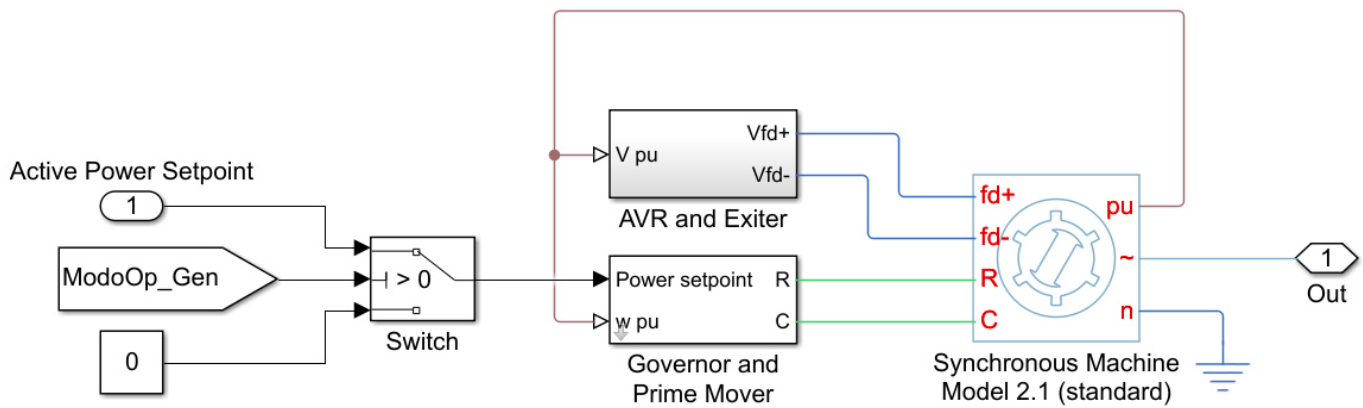 Active Power Setpoint
1
ModoOp_Gen
0
> 0
Switch
V pu
Vfd+
Vfd-
AVR and Exiter
Power setpoint
R
w pu
C
Governor and
Prime Mover
fd+
fd-
R
C
pu
~
n
Synchronous Machine
Model 2.1 (standard)
1
Out